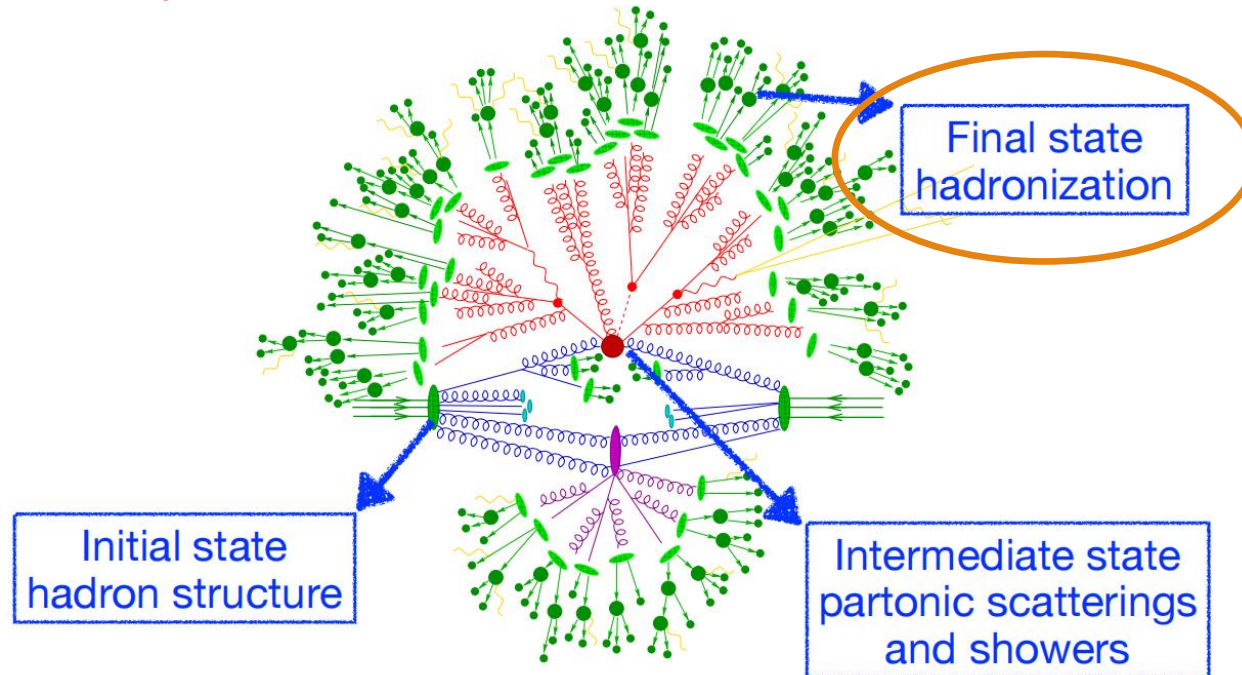 Final state
hadronization
Initial state
hadron structure
Intermediate state
partonic scatterings
and showers